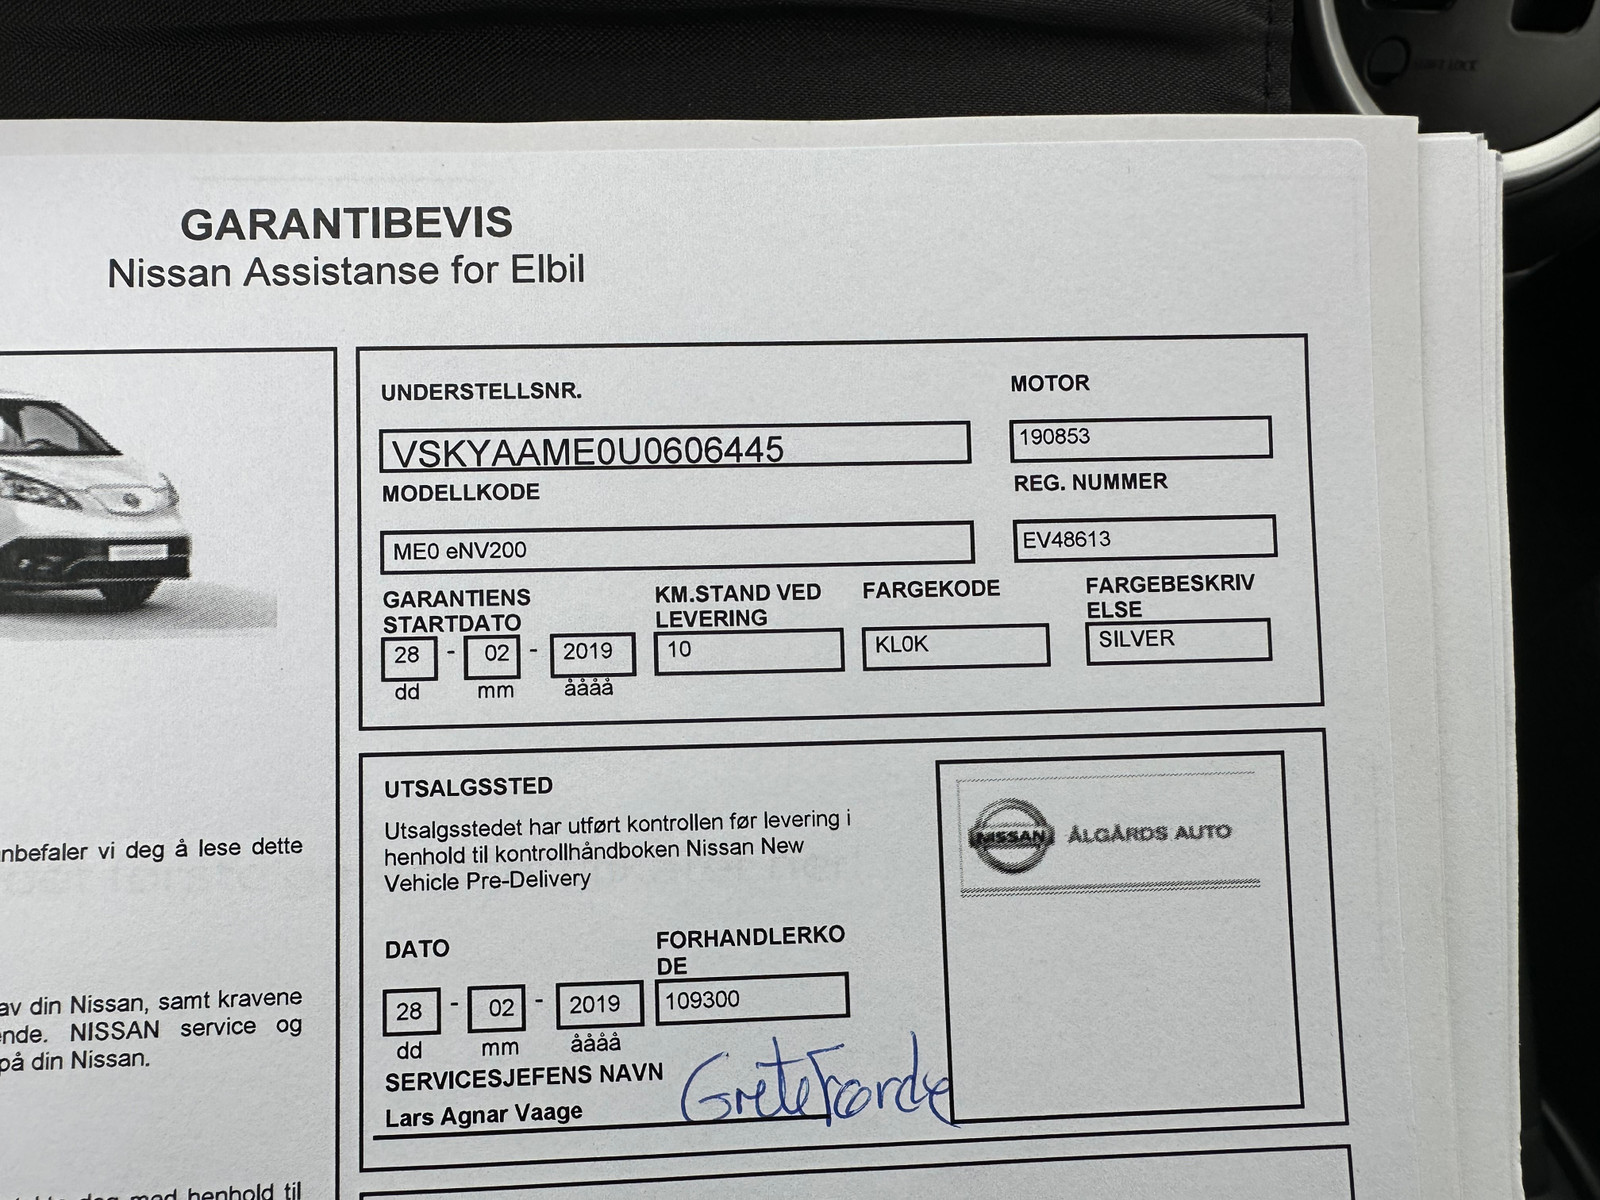 GARANTIBEVIS
Nissan Assistanse for Elbil
UNDERSTELLSNR.
MOTOR
VSKYAAME0U0606445
190853
MODELLKODE
REG. NUMMER
ME0 eNV200
EV48613
GARANTIENS
STARTDATO
KM.STAND VED
LEVERING
FARGEKODE
FARGEBESKRIV
ELSE
28 - 02 - 2019
10
KL0K
SILVER
dd mm åååå
UTSALGSSTED
Utsalgsstedet har utført kontrollen før levering i
henhold til kontrollhåndboken Nissan New
Vehicle Pre-Delivery
NISSAN ÅLGÅRDS AUTO
DATO
FORHANDLERKO
DE
28 - 02 - 2019
109300
dd mm åååå
SERVICESJEFENS NAVN
Lars Agnar Vaage
nbefaler vi deg å lese dette
av din Nissan, samt kravene
ende. NISSAN service og
på din Nissan.
deg med henhold til